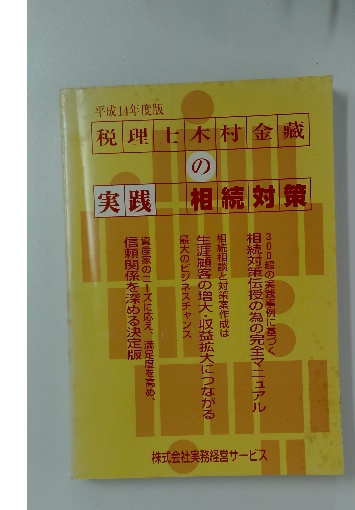 平成14年度版
税理士木村金藏
の
実践 相続対策
300超の実践事例に基づく
相続対策伝授の為の完全マニュアル
相続相談と対策案作成は
生涯顧客の増大・収益拡大につながる
最大のビジネスチャンス
資産家のニーズに応え、満足度を高め、
信頼関係を深める決定版
株式会社実務経営サービス